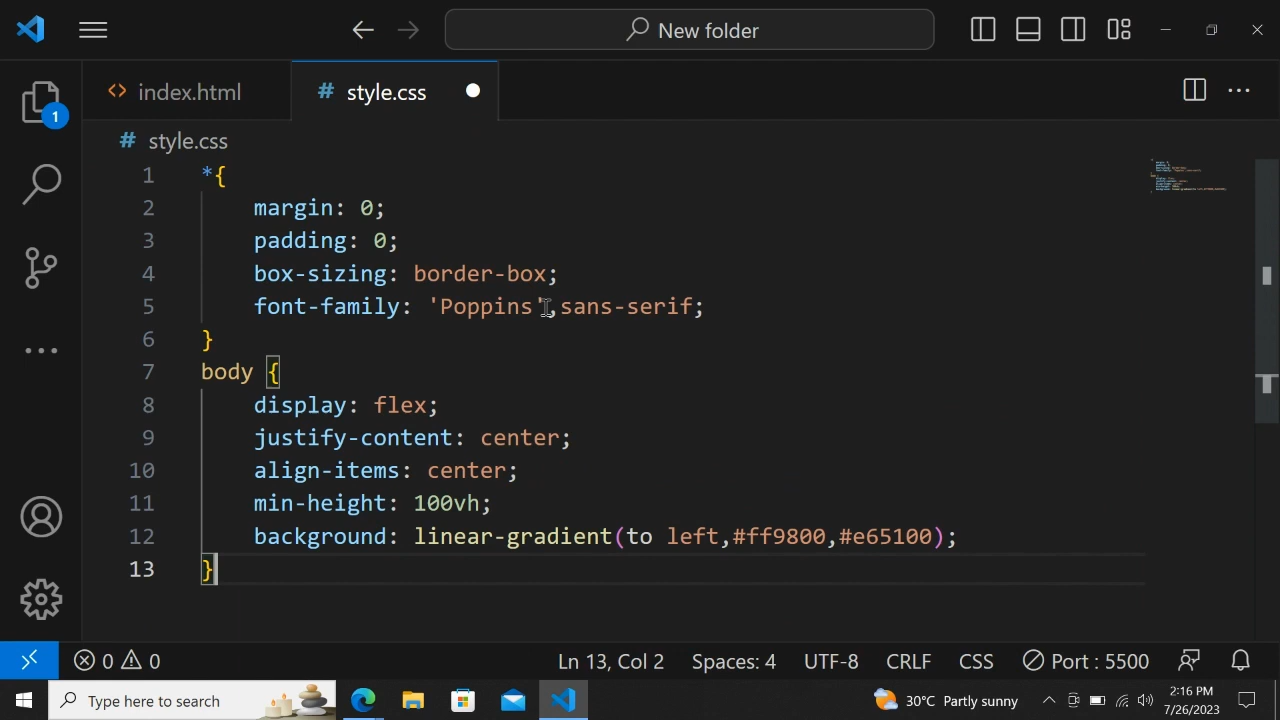 New folder
index.html
# style.css
1
# style.css
1 *{
2 margin: 0;
3 padding: 0;
4 box-sizing: border-box;
5 font-family: 'Poppins',sans-serif;
6 }
7 body {
8 display: flex;
9 justify-content: center;
10 align-items: center;
11 min-height: 100vh;
12 background: linear-gradient(to left,#ff9800,#e65100);
13 }
0 0 Ln 13, Col 2 Spaces: 4 UTF-8 CRLF CSS Port : 5500
Type here to search
30°C Partly sunny
:16 PM
7/26/2023